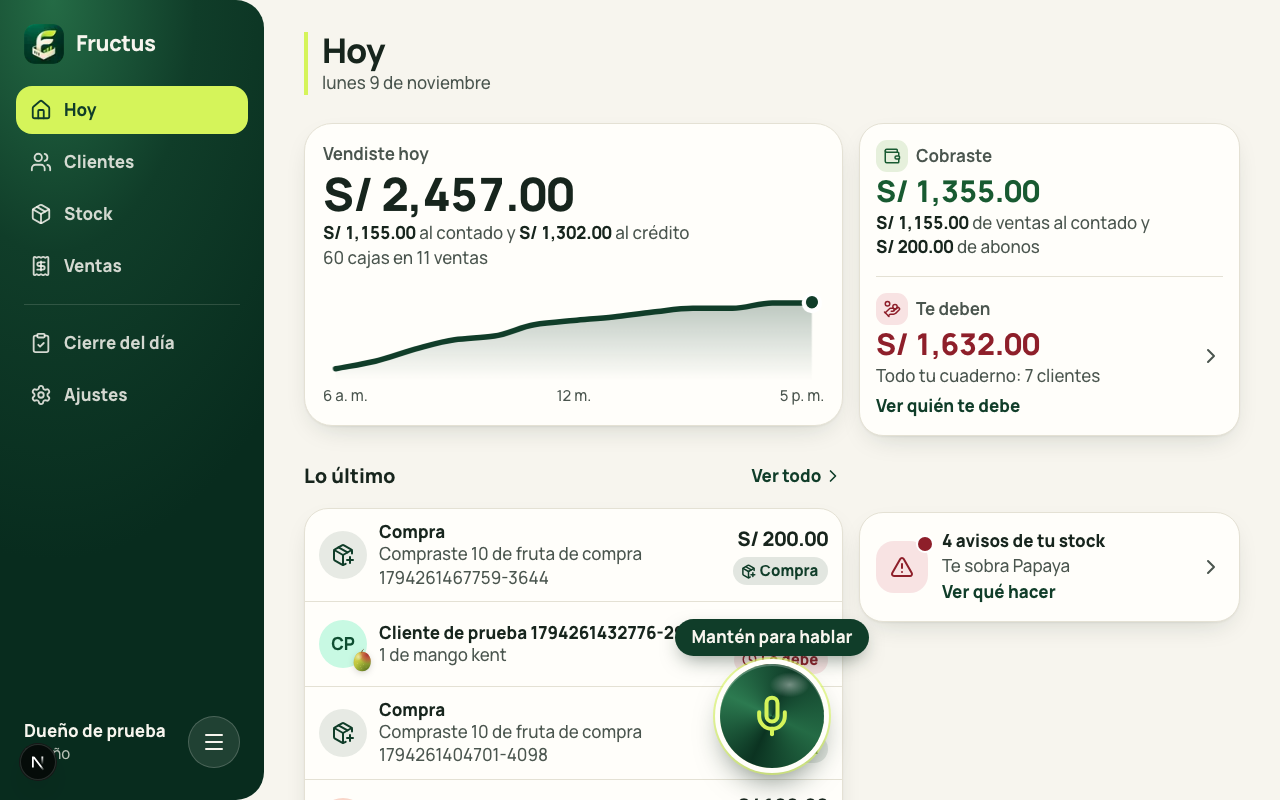 Fructus
Hoy
Clientes
Stock
Ventas
Cierre del día
Ajustes
Dueño de prueba
N
Hoy
lunes 9 de noviembre
Vendiste hoy
S/ 2,457.00
S/ 1,155.00 al contado y S/ 1,302.00 al crédito
60 cajas en 11 ventas
6 a. m.
12 m.
5 p. m.
Cobraste
S/ 1,355.00
S/ 1,155.00 de ventas al contado y
S/ 200.00 de abonos
Te deben
S/ 1,632.00
Todo tu cuaderno: 7 clientes
Ver quién te debe
Lo último
Ver todo
Compra
Compraste 10 de fruta de compra
1794261467759-3644
S/ 200.00
Compra
CP
Cliente de prueba 1794261432776-2
1 de mango kent
debe
Mantén para hablar
Compra
Compraste 10 de fruta de compra
1794261404701-4098
4 avisos de tu stock
Te sobra Papaya
Ver qué hacer